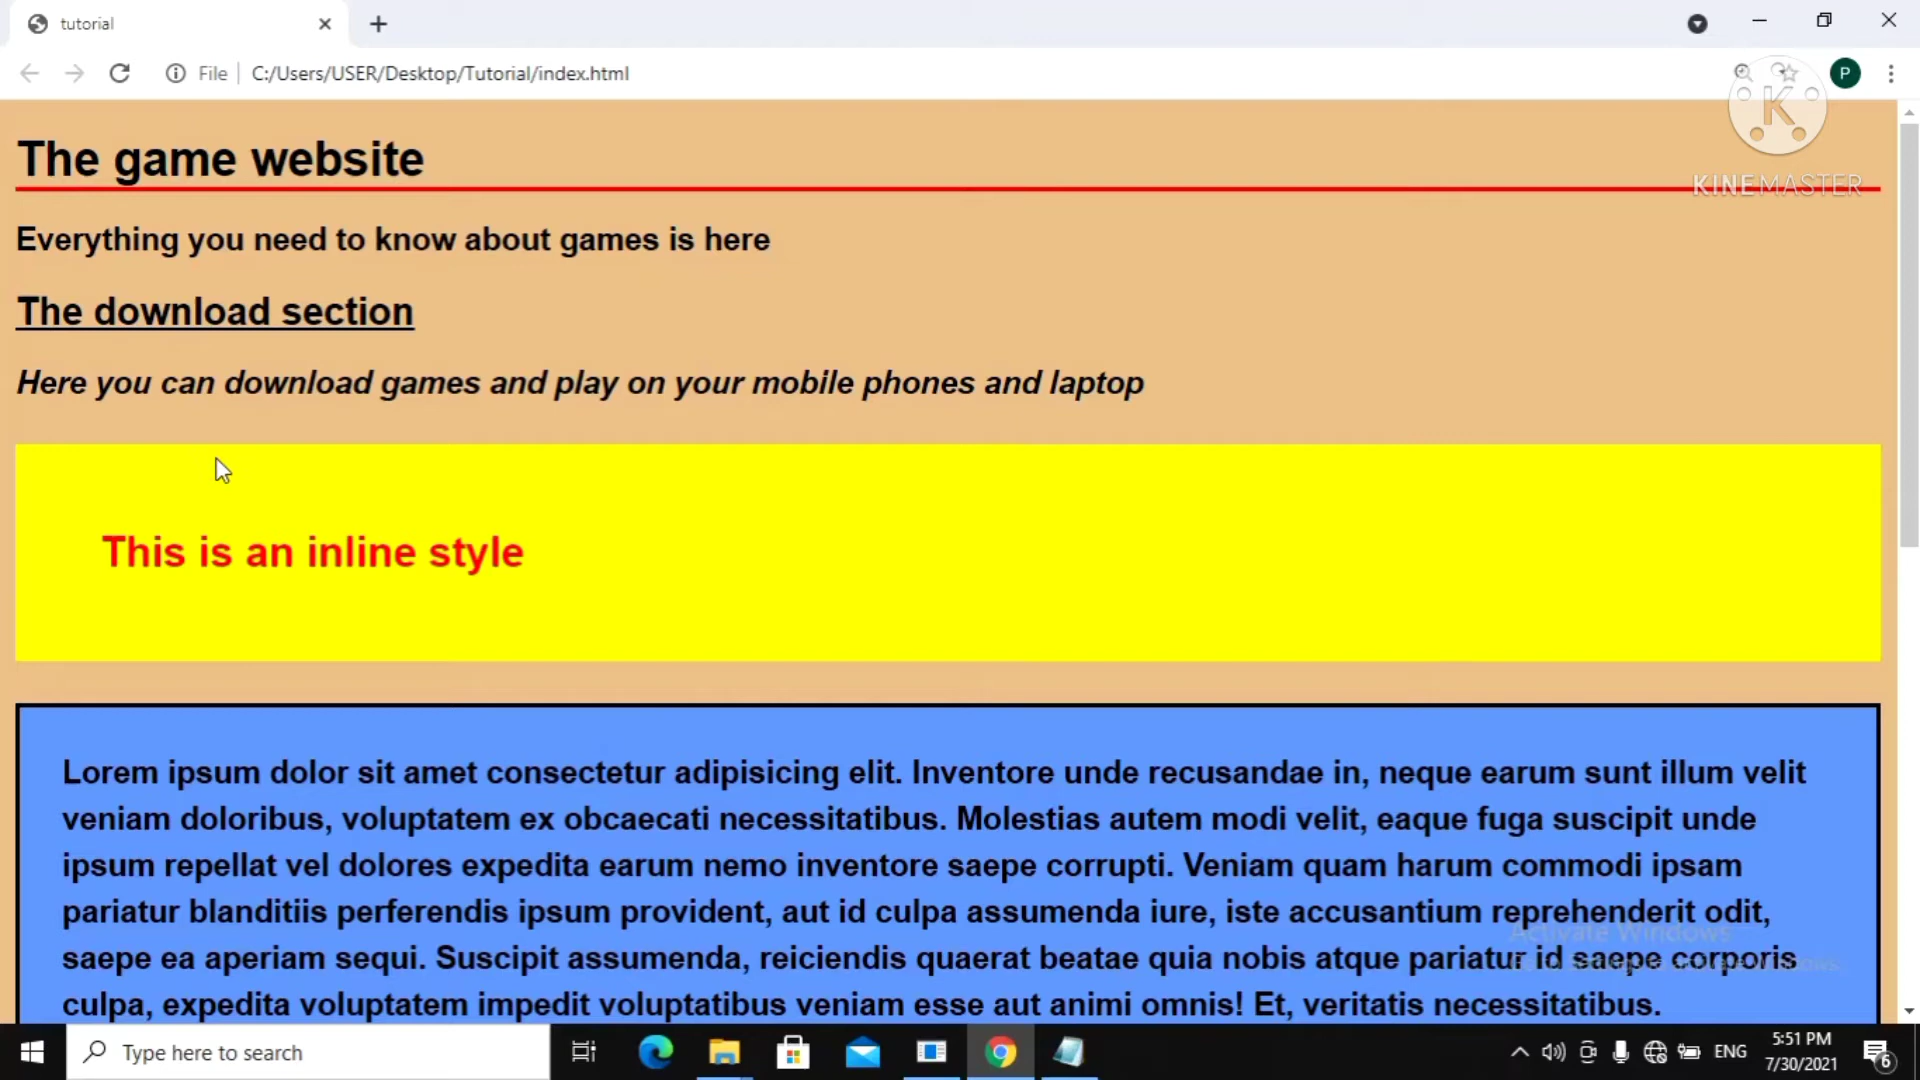 tutorial
File
C:/Users/USER/Desktop/Tutorial/index.html
P
K
KINEMASTER
The game website
Everything you need to know about games is here
The download section
Here you can download games and play on your mobile phones and laptop
This is an inline style
Lorem ipsum dolor sit amet consectetur adipisicing elit. Inventore unde recusandae in, neque earum sunt illum velit
veniam doloribus, voluptatem ex obcaecati necessitatibus. Molestias autem modi velit, eaque fuga suscipit unde
ipsum repellat vel dolores expedita earum nemo inventore saepe corrupti. Veniam quam harum commodi ipsam
pariatur blanditiis perferendis ipsum provident, aut id culpa assumenda iure, iste accusantium reprehenderit odit,
saepe ea aperiam sequi. Suscipit assumenda, reiciendis quaerat beatae quia nobis atque pariatur id saepe corporis
culpa, expedita voluptatem impedit voluptatibus veniam esse aut animi omnis! Et, veritatis necessitatibus.
Activate Windows
Type here to search
ENG
5:51 PM
7/30/2021
6